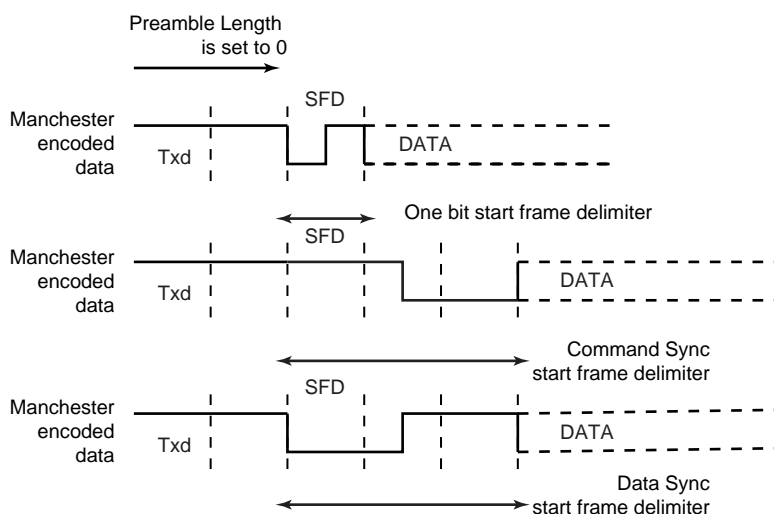 Preamble Length
is set to 0
SFD
Manchester
encoded
data
Txd
DATA
One bit start frame delimiter
SFD
Manchester
encoded
data
Txd
DATA
Command Sync
start frame delimiter
SFD
Manchester
encoded
data
Txd
DATA
Data Sync
start frame delimiter